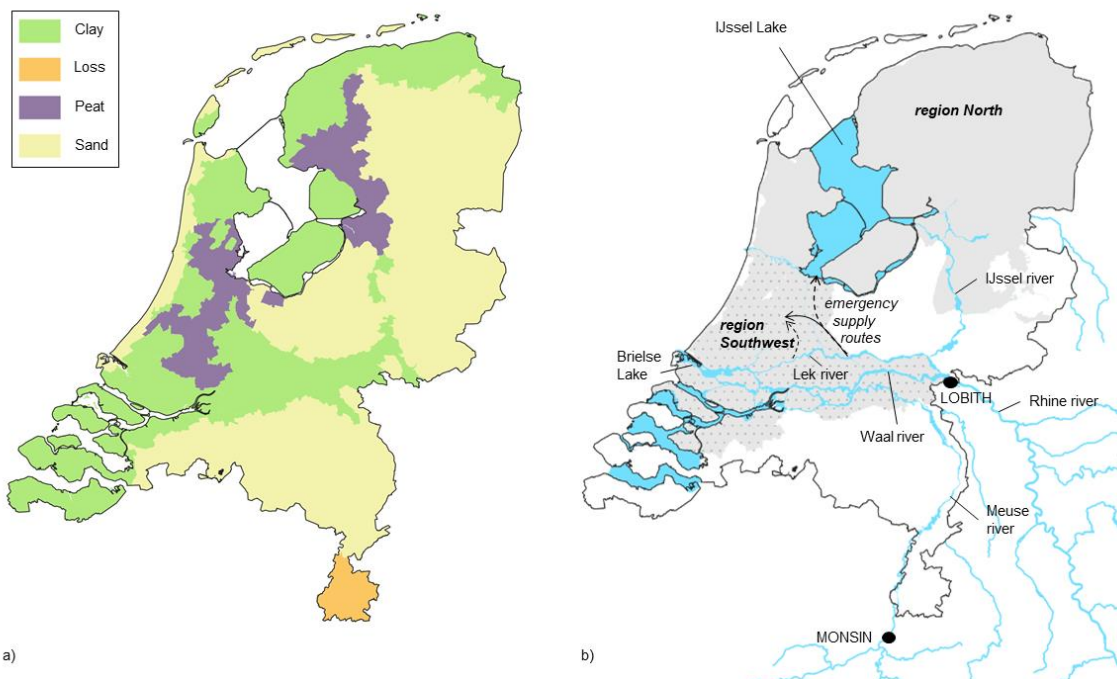 Clay
Loss
Peat
Sand
a)
IJssel Lake
region North
IJssel river
emergency
supply
routes
region
Southwest
Brielse
Lake
Lek river
LOBITH
Rhine river
Waal river
Meuse
river
MONSIN
b)